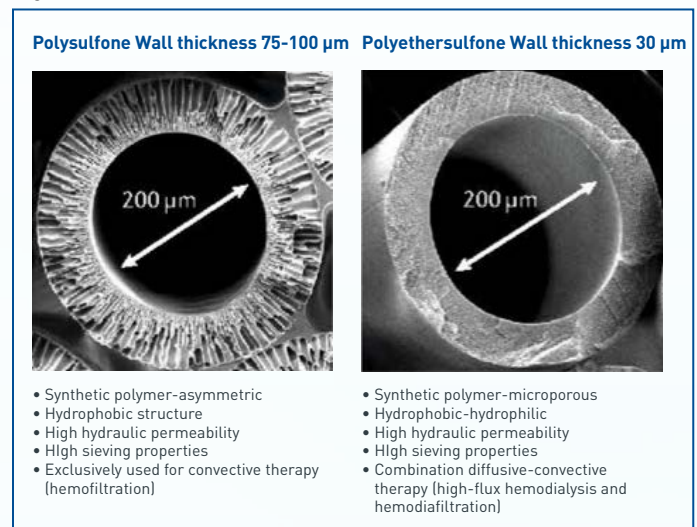 Polysulfone Wall thickness 75-100 µm
200 µm
• Synthetic polymer-asymmetric
• Hydrophobic structure
• High hydraulic permeability
• HIgh sieving properties
• Exclusively used for convective therapy
(hemofiltration)
Polyethersulfone Wall thickness 30 µm
200 µm
• Synthetic polymer-microporous
• Hydrophobic-hydrophilic
• High hydraulic permeability
• HIgh sieving properties
• Combination diffusive-convective
therapy (high-flux hemodialysis and
hemodiafiltration)